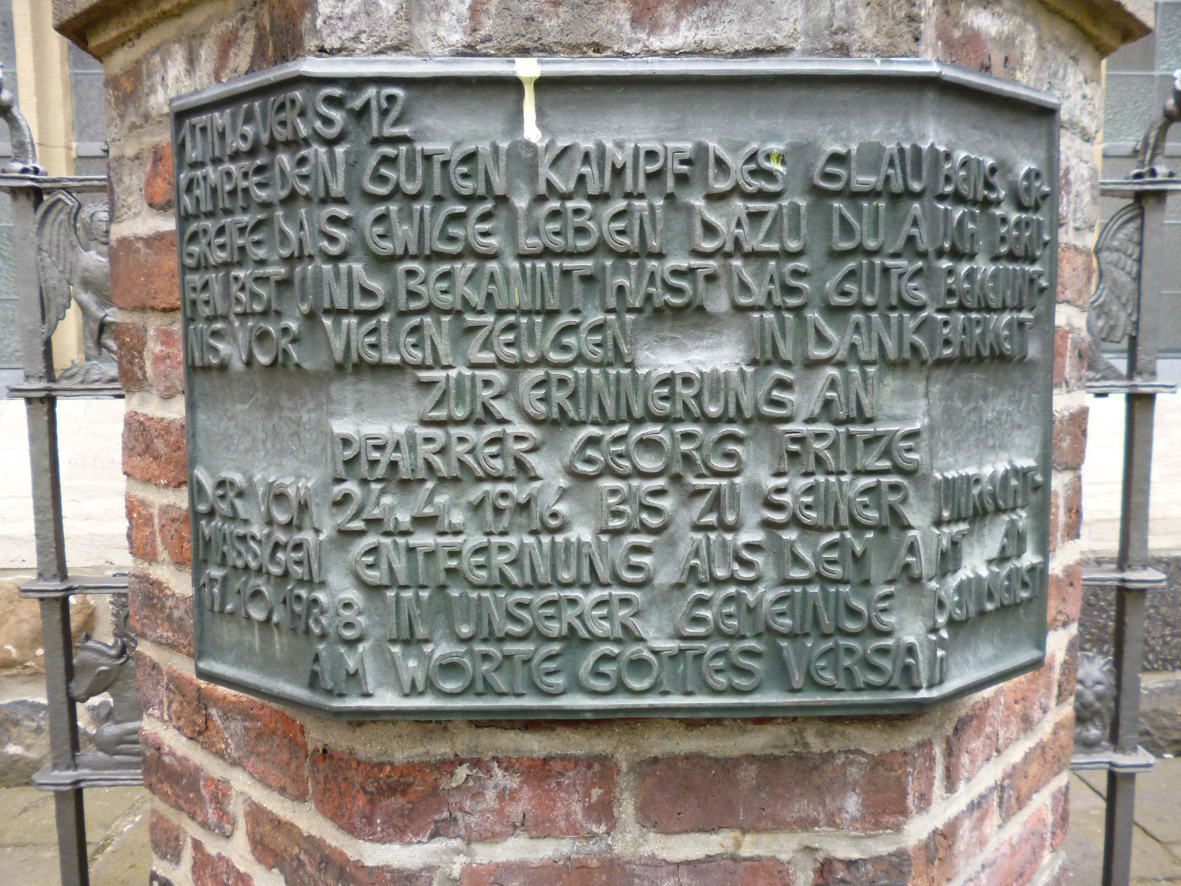 1.TIM.6 VERS 12
KÄMPFE DEN GUTEN KAMPF DES GLAUBENS. ER-
GREIFE DAS EWIGE LEBEN DAZU DU AUCH BERU-
FEN BIST UND BEKANNT HAST DAS GUTE BEKENNT-
NIS VOR VIELEN ZEUGEN IN DANKBARKEIT
ZUR ERINNERUNG AN
PFARRER GEORG FRITZE
DER VOM 24.4.1916 BIS ZU SEINER UNRECHT-
MÄSSIGEN ENTFERNUNG AUS DEM AMT AM
17.10.1938 IN UNSERER GEMEINDE DEN DIENST
AM WORTE GOTTES VERSAH